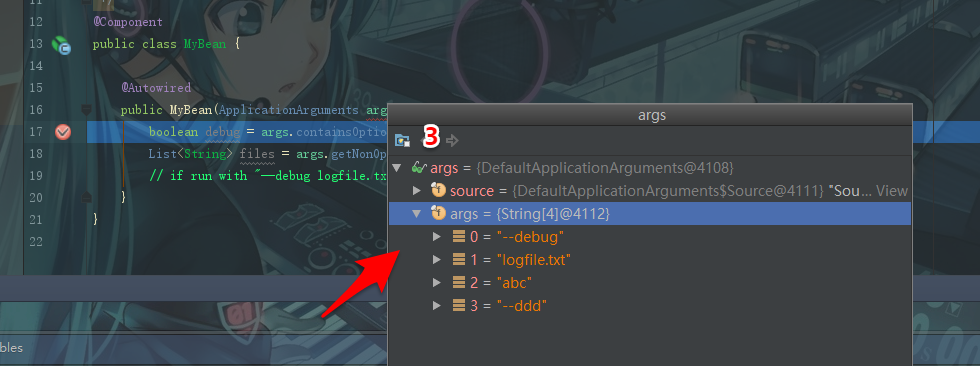 11
12 @Component
13 public class MyBean {
14
15 @Autowired
16 public MyBean(ApplicationArguments arg
17 boolean debug = args.containsOptio
18 List<String> files = args.getNonOp
19 // if run with "--debug logfile.tx
20 }
21 }
22
args
3
args = {DefaultApplicationArguments@4108}
source = {DefaultApplicationArguments$Source@4111} "Sou... View
args = {String[4]@4112}
0 = "--debug"
1 = "logfile.txt"
2 = "abc"
3 = "--ddd"
bles